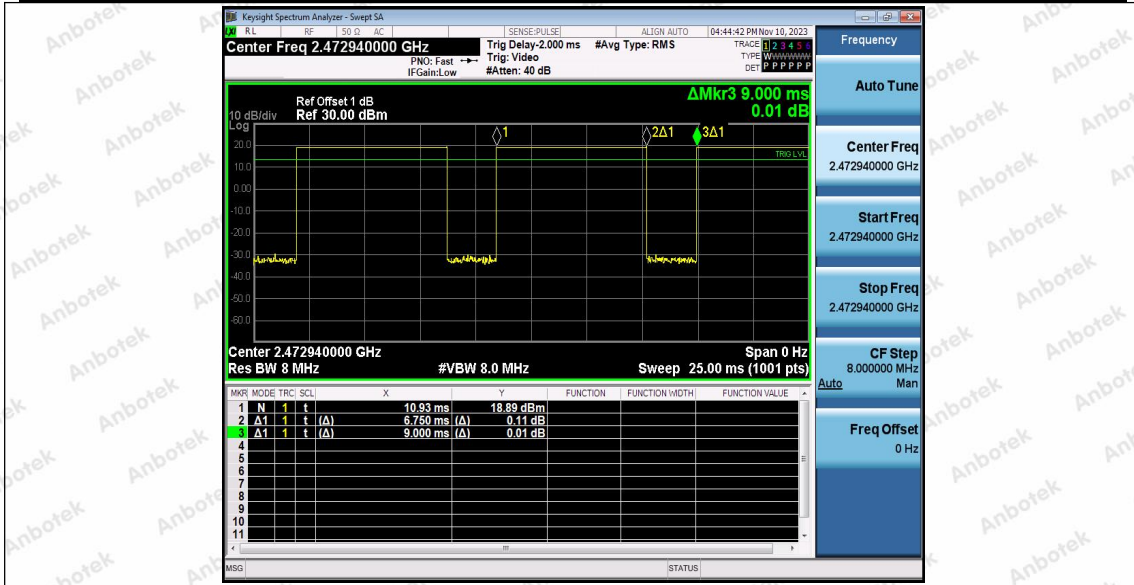 Keysight Spectrum Analyzer - Swept SA
RL RF 50 Ω AC SENSE:PULSE ALIGN AUTO 04:44:42 PM Nov 10, 2023
Center Freq 2.472940000 GHz
PNO: Fast
IFGain:Low
Trig Delay-2.000 ms
Trig: Video
#Atten: 40 dB
#Avg Type: RMS
TRACE 1 2 3 4 5 6
TYPE WWWWWW
DET P P P P P P
Ref Offset 1 dB
10 dB/div Ref 30.00 dBm
Log
ΔMkr3 9.000 ms
0.01 dB
1
2Δ1
3Δ1
TRIG LVL
20.0
10.0
0.00
-10.0
-20.0
-30.0
-40.0
-50.0
-60.0
Center 2.472940000 GHz Span 0 Hz
Res BW 8 MHz #VBW 8.0 MHz Sweep 25.00 ms (1001 pts)
MKR MODE TRC SCL X Y FUNCTION FUNCTION WIDTH FUNCTION VALUE
1 N 1 t 10.93 ms 18.89 dBm
2 Δ1 1 t (Δ) 6.750 ms (Δ) 0.11 dB
3 Δ1 1 t (Δ) 9.000 ms (Δ) 0.01 dB
4
5
6
7
8
9
10
11
MSG STATUS
Frequency
Auto Tune
Center Freq
2.472940000 GHz
Start Freq
2.472940000 GHz
Stop Freq
2.472940000 GHz
CF Step
8.000000 MHz
Auto Man
Freq Offset
0 Hz
Anbotek